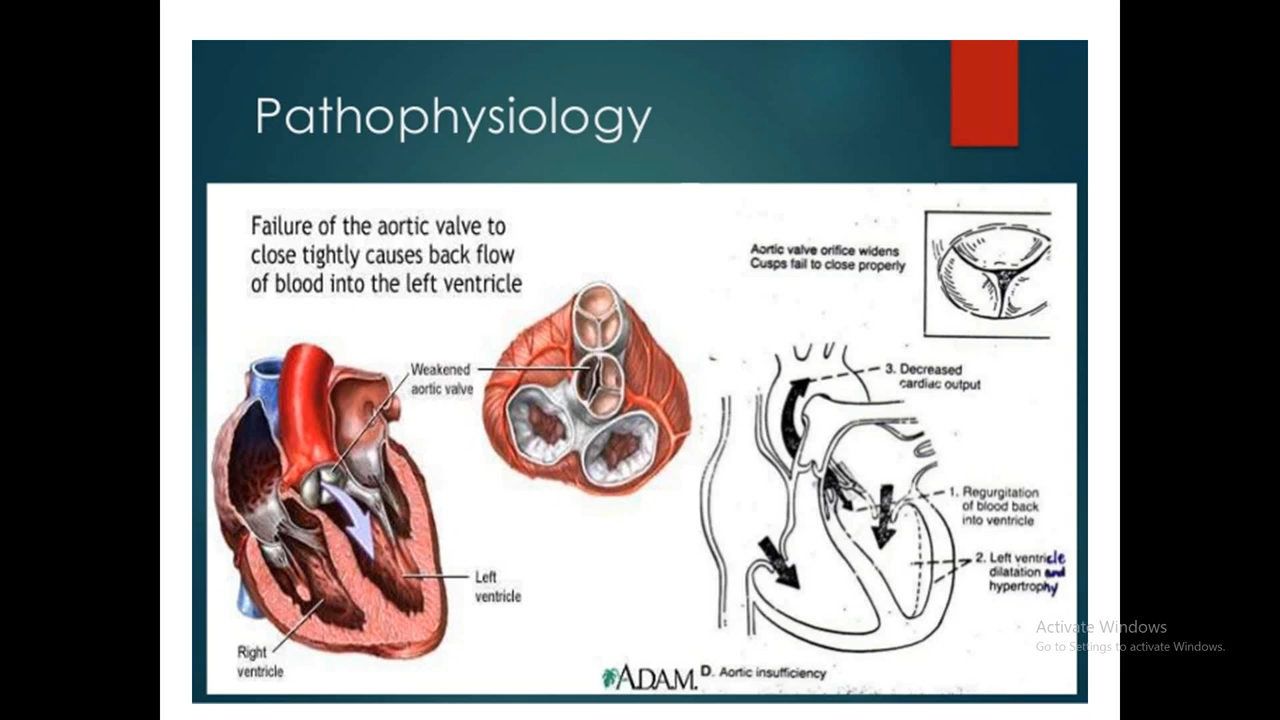 Pathophysiology
Failure of the aortic valve to
close tightly causes back flow
of blood into the left ventricle
Weakened
aortic valve
Left
ventricle
Right
ventricle
ADAM.
Aortic valve orifice widens
Cusps fail to close properly
3. Decreased
cardiac output
1. Regurgitation
of blood back
into ventricle
2. Left ventricle
dilatation and
hypertrophy
D. Aortic insufficiency
Activate Windows
Go to Settings to activate Windows.